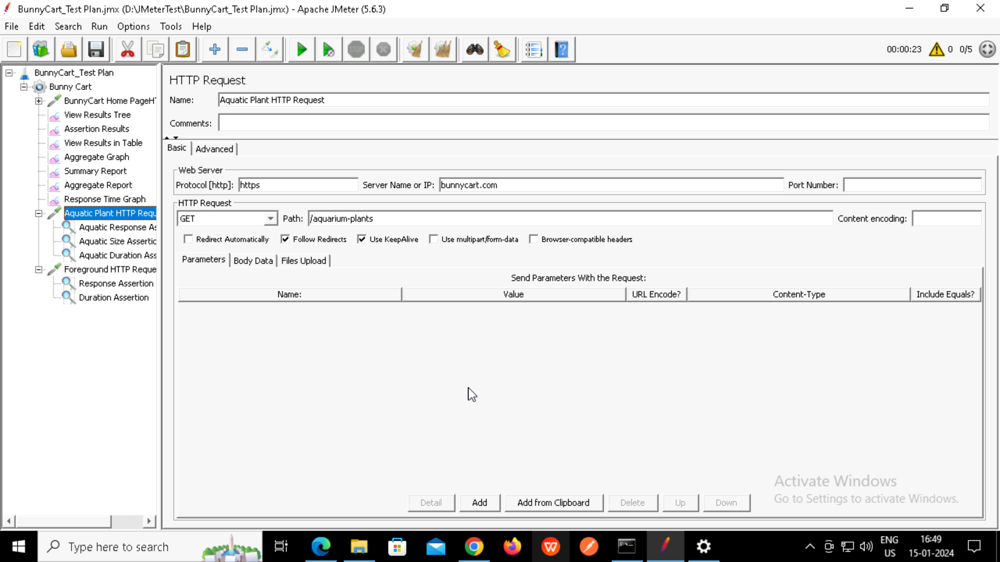 BunnyCart_Test Plan.jmx (D:\JMeterTest\BunnyCart_Test Plan.jmx) - Apache JMeter (5.6.3)
File Edit Search Run Options Tools Help
STOP
00:00:23 0 0/5
BunnyCart_Test Plan
Bunny Cart
BunnyCart Home PageH
View Results Tree
Assertion Results
View Results in Table
Aggregate Graph
Summary Report
Aggregate Report
Response Time Graph
Aquatic Plant HTTP Requ
Aquatic Response As
Aquatic Size Assertic
Aquatic Duration Ass
Foreground HTTP Reque
Response Assertion
Duration Assertion
HTTP Request
Name: Aquatic Plant HTTP Request
Comments:
Basic Advanced
Web Server
Protocol [http]: https Server Name or IP: bunnycart.com Port Number:
HTTP Request
GET Path: /aquarium-plants Content encoding:
Redirect Automatically Follow Redirects Use KeepAlive Use multipart/form-data Browser-compatible headers
Parameters Body Data Files Upload
Send Parameters With the Request:
Name: Value URL Encode? Content-Type Include Equals?
Detail Add Add from Clipboard Delete Up Down
Activate Windows
Go to Settings to activate Windows.
Type here to search
ENG
US
16:49
15-01-2024